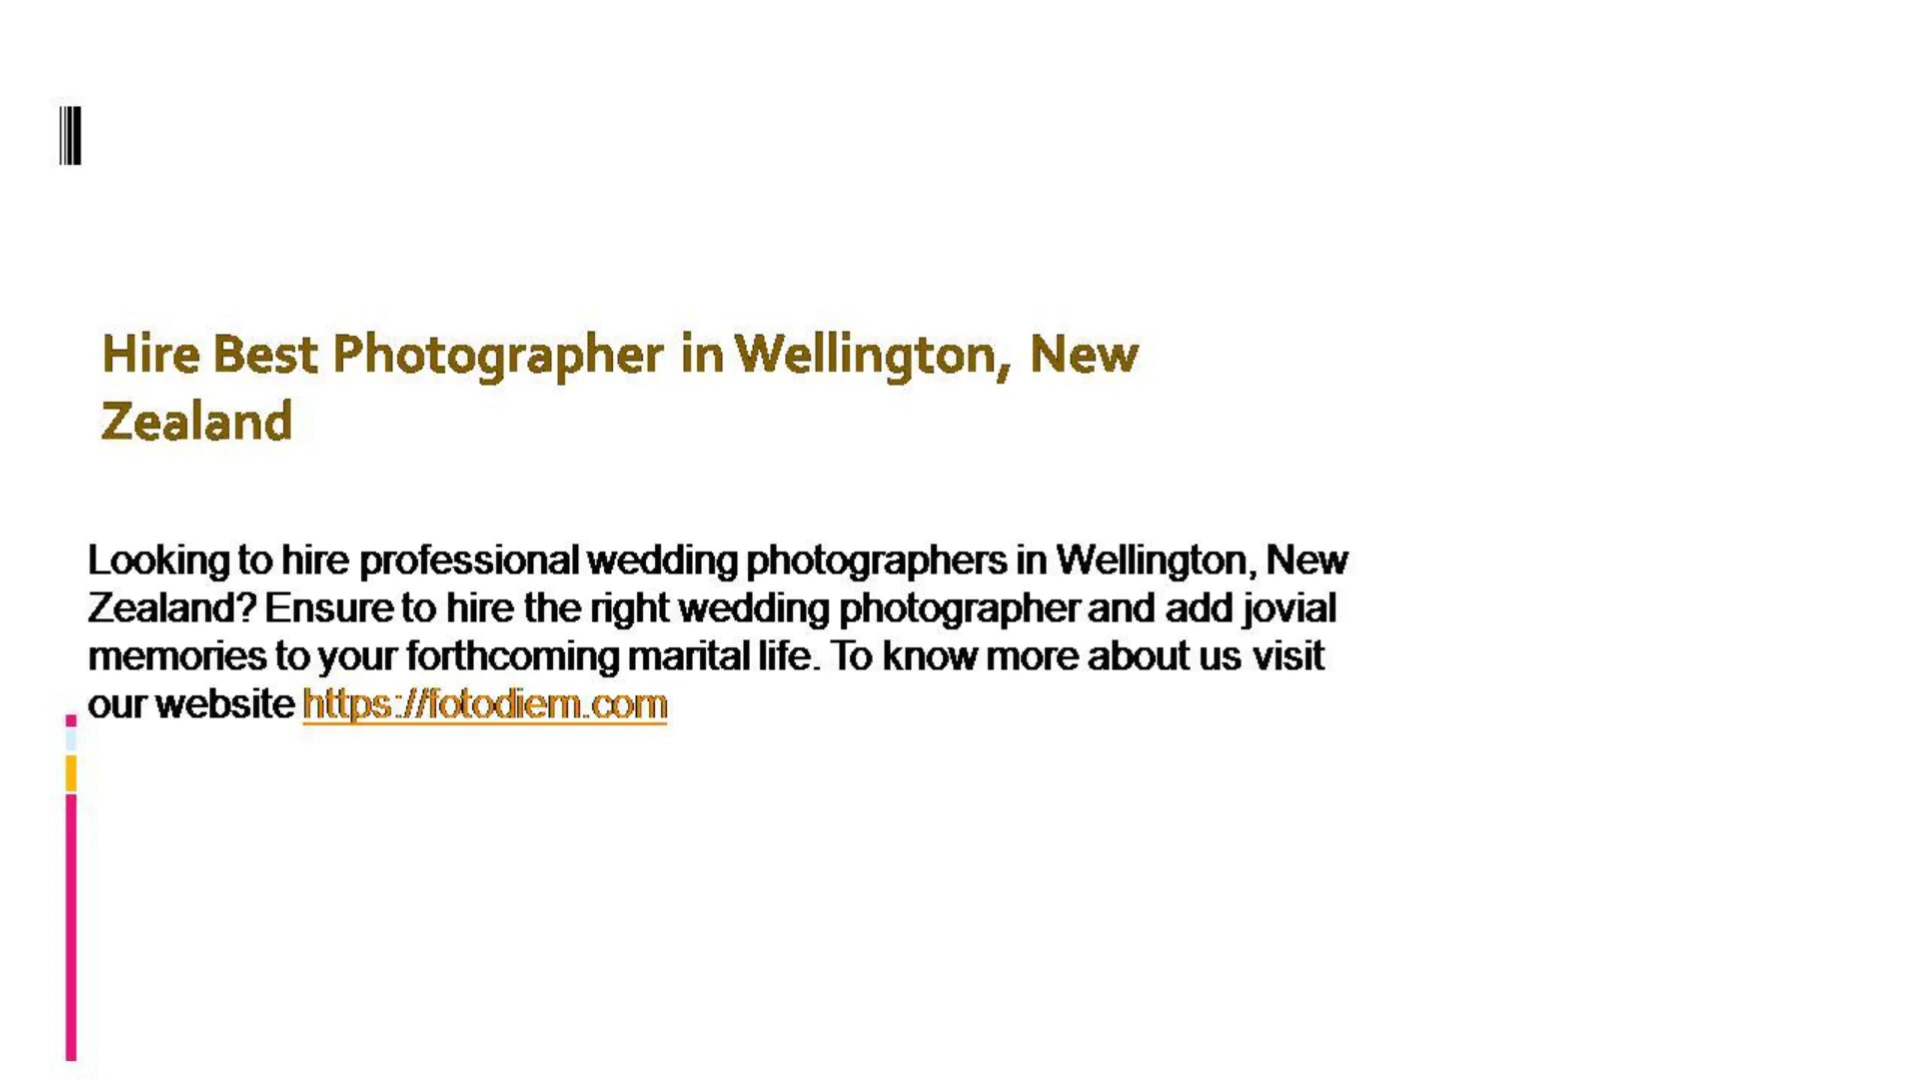 Hire Best Photographer in Wellington, New
Zealand
Looking to hire professional wedding photographers in Wellington, New
Zealand? Ensure to hire the right wedding photographer and add jovial
memories to your forthcoming marital life. To know more about us visit
our website https://fotodiem.com